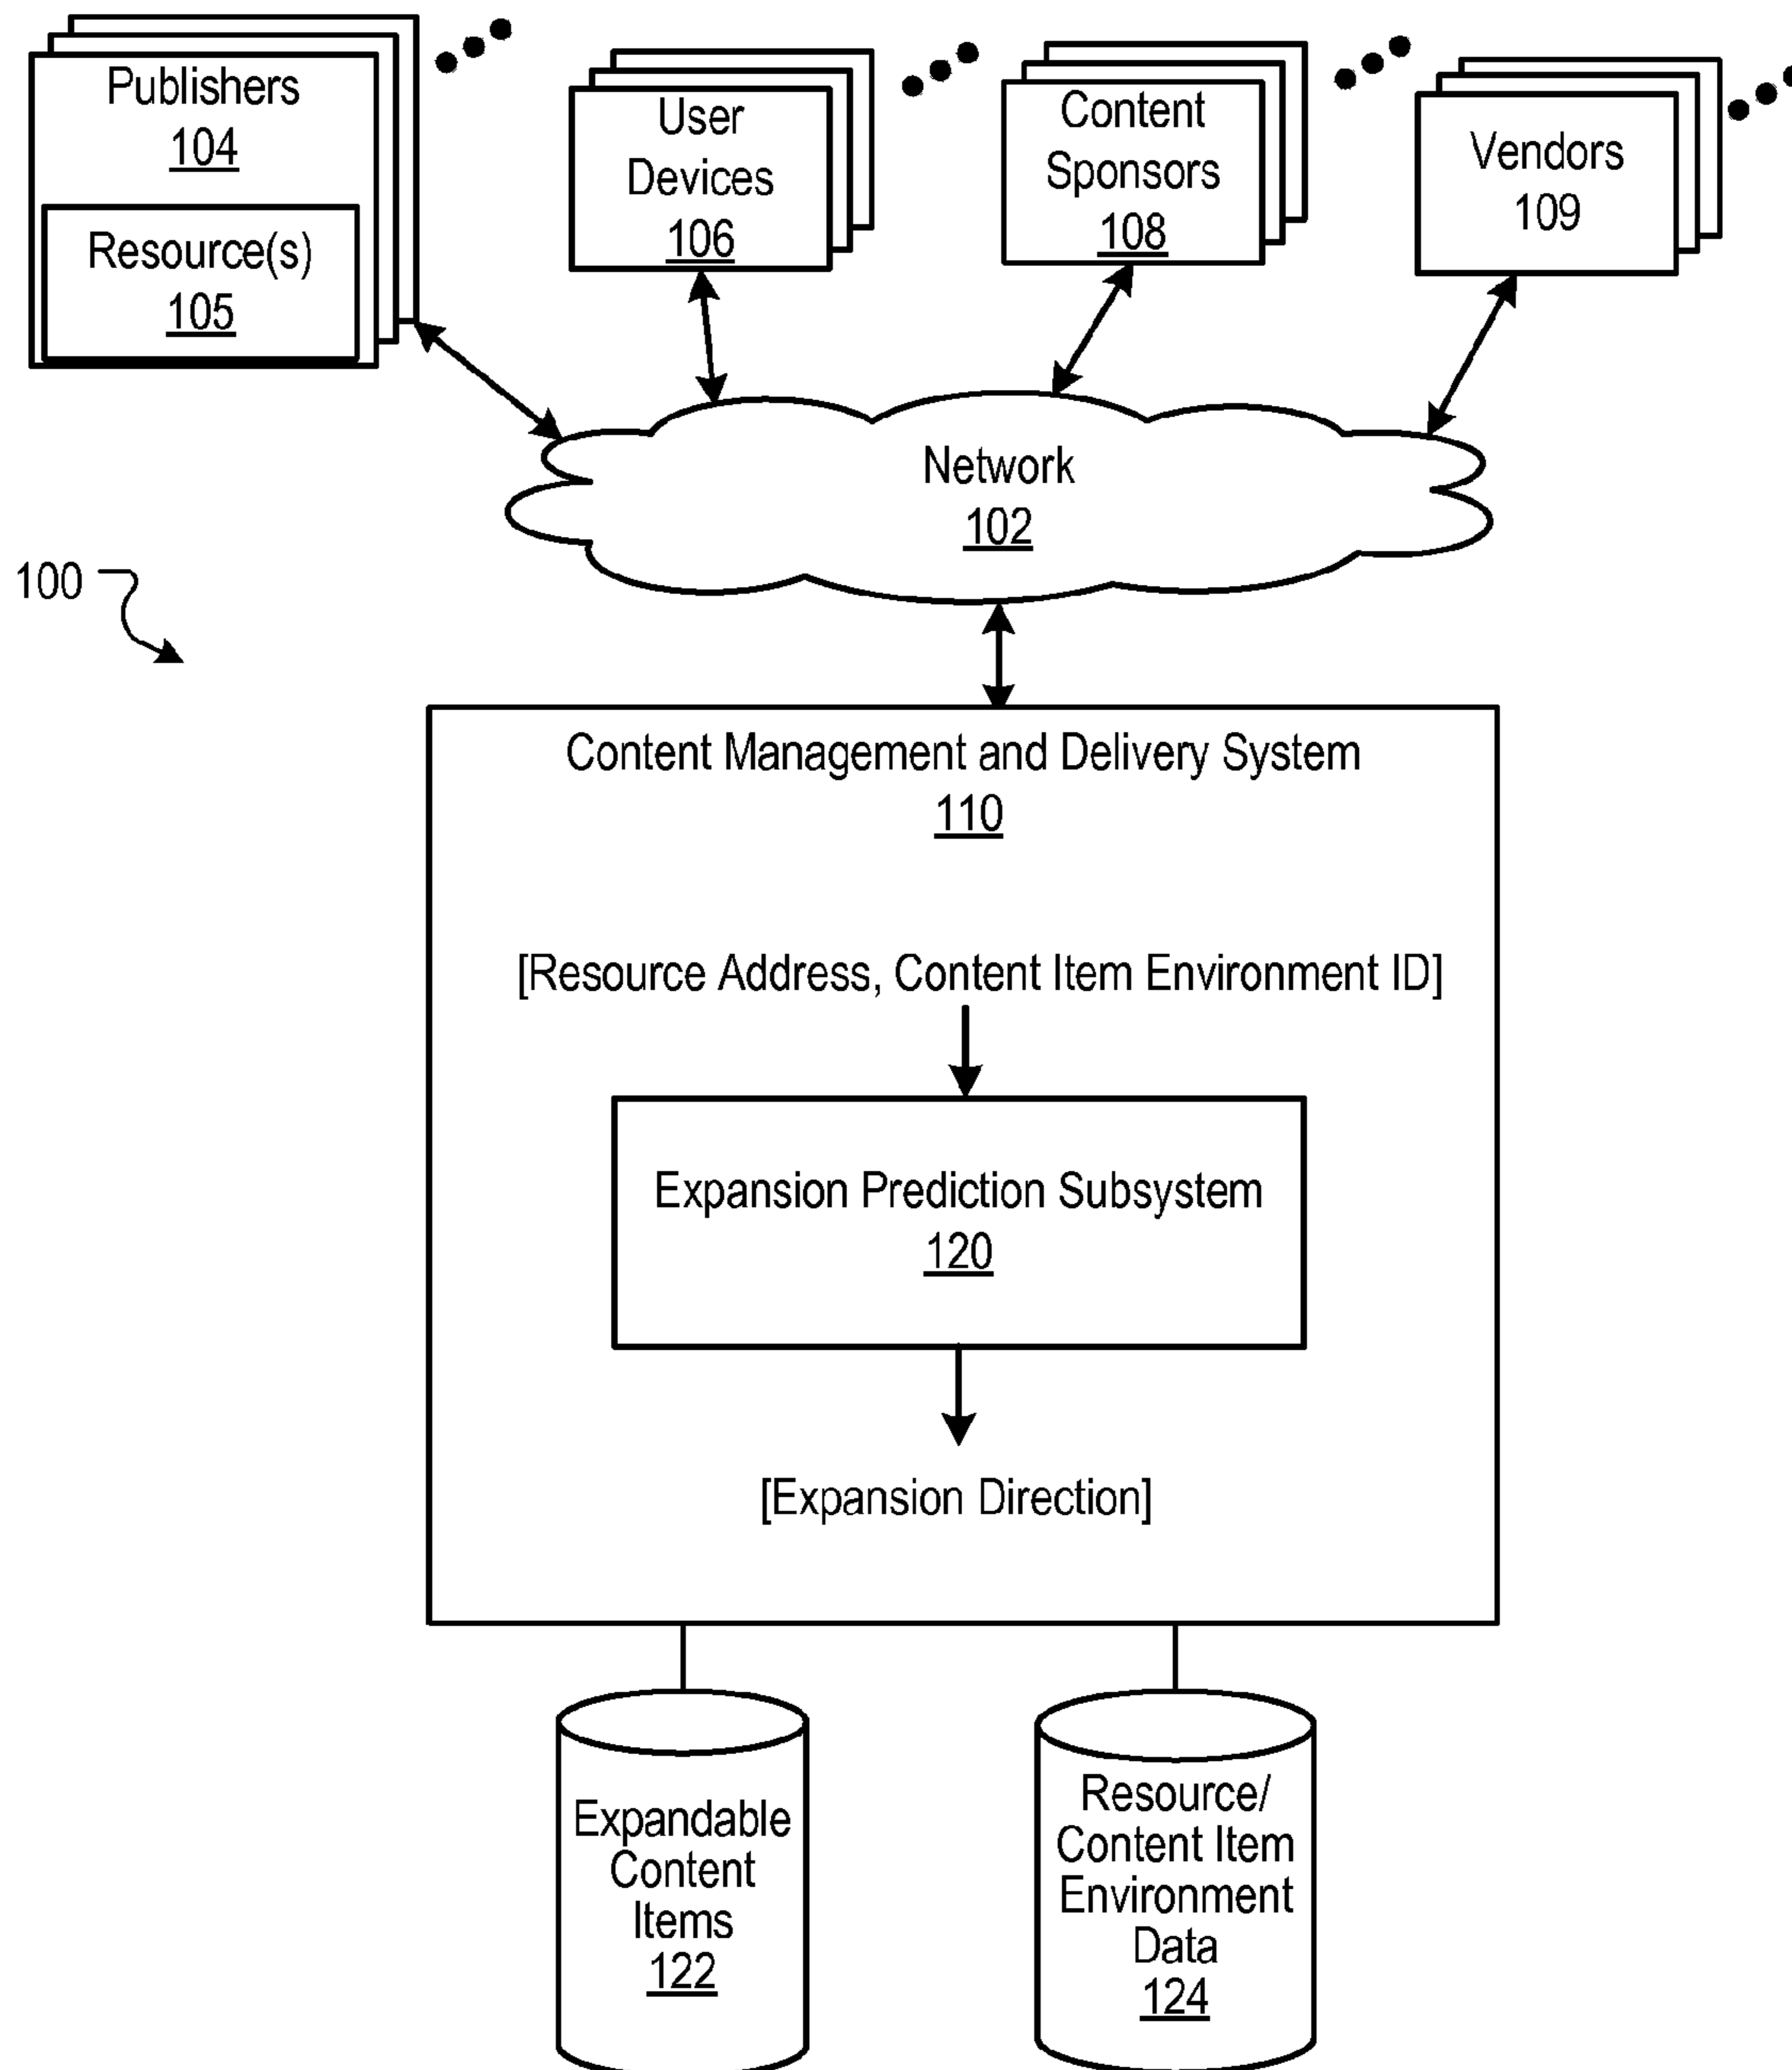 Publishers
104
Resource(s)
105
User
Devices
106
Content
Sponsors
108
Vendors
109
Network
102
100
Content Management and Delivery System
110
[Resource Address, Content Item Environment ID]
Expansion Prediction Subsystem
120
[Expansion Direction]
Expandable
Content
Items
122
Resource/
Content Item
Environment
Data
124